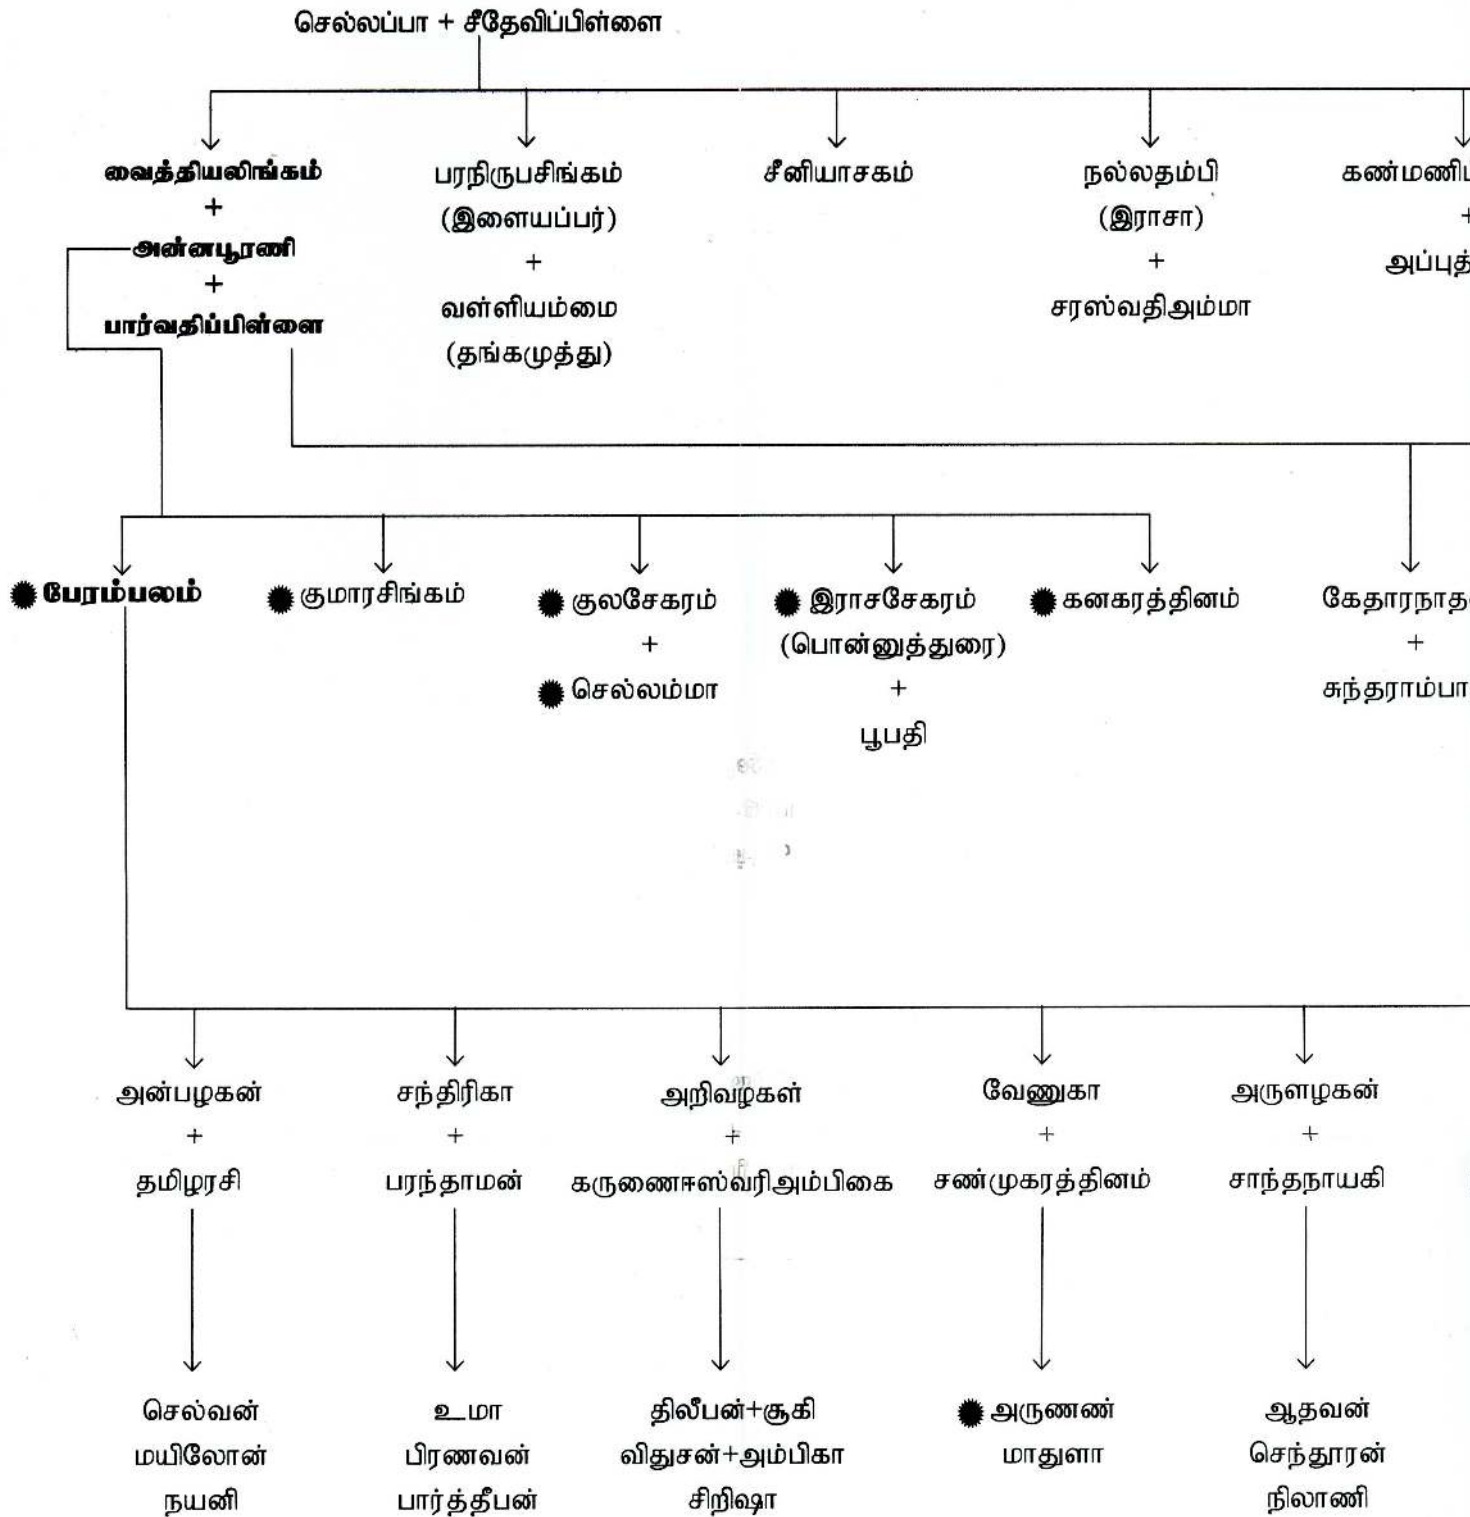 செல்லப்பா + சீதேவிப்பிள்ளை
வைத்தியலிங்கம்
+
அன்னபூரணி
+
பார்வதிப்பிள்ளை
பரநிருபசிங்கம்
(இளையப்பர்)
+
வள்ளியம்மை
(தங்கமுத்து)
சீனியாசகம்
நல்லதம்பி
(இராசா)
+
சரஸ்வதிஅம்மா
+
பேரம்பலம்
குமாரசிங்கம்
குலசேகரம்
+
செல்லம்மா
இராசசேகரம்
(பொன்னுத்துரை)
+
பூபதி
கனகரத்தினம்
+
அன்பழகன்
+
தமிழரசி
சந்திரிகா
+
பரந்தாமன்
அறிவழகள்
+
கருணைஈஸ்வரிஅம்பிகை
வேணுகா
+
சண்முகரத்தினம்
அருளழகன்
+
சாந்தநாயகி
செல்வன்
மயிலோன்
நயனி
உமா
பிரணவன்
பார்த்தீபன்
திலீபன்+சூகி
விதுசன்+அம்பிகா
சிறிஷா
அருணண்
மாதுளா
ஆதவன்
செந்தூரன்
நிலாணி